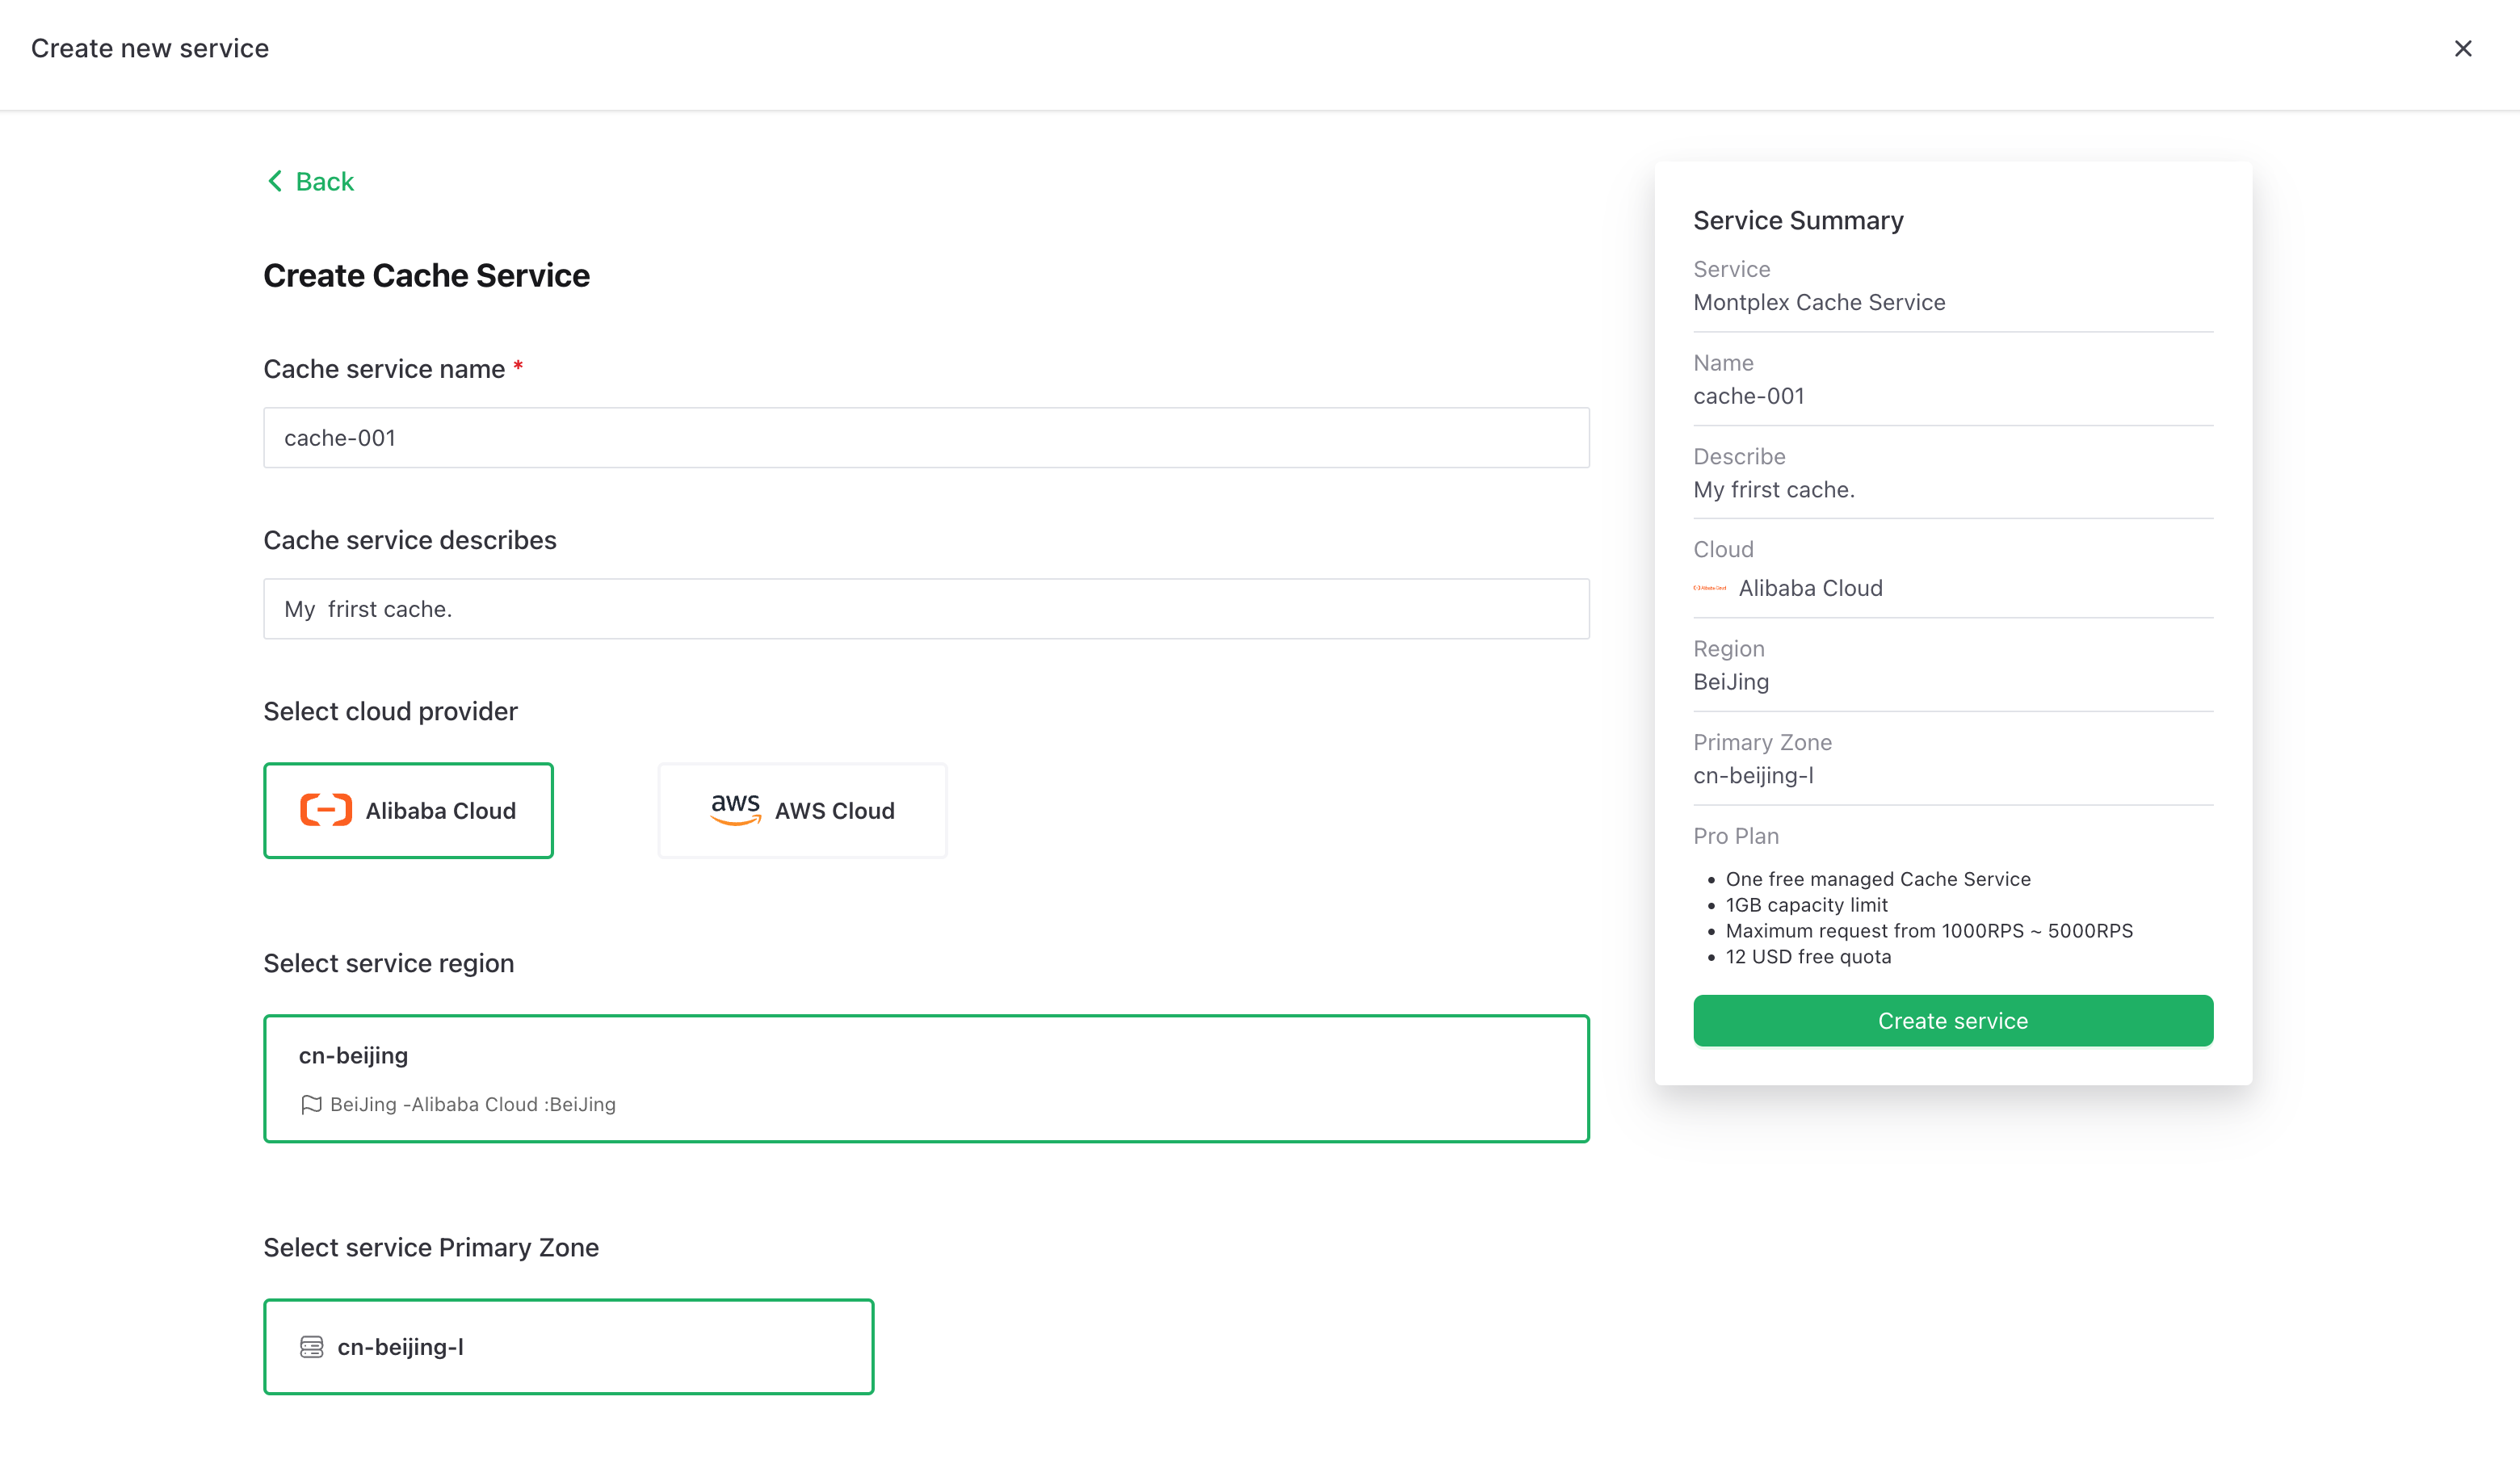 Create new service
Back
Create Cache Service
Cache service name *
cache-001
Cache service describes
My  frirst cache.
Select cloud provider
Alibaba Cloud
aws AWS Cloud
Select service region
cn-beijing
BeiJing -Alibaba Cloud :BeiJing
Select service Primary Zone
cn-beijing-l
Service Summary
Service
Montplex Cache Service
Name
cache-001
Describe
My frirst cache.
Cloud
Alibaba Cloud Alibaba Cloud
Region
BeiJing
Primary Zone
cn-beijing-l
Pro Plan
• One free managed Cache Service
• 1GB capacity limit
• Maximum request from 1000RPS ~ 5000RPS
• 12 USD free quota
Create service